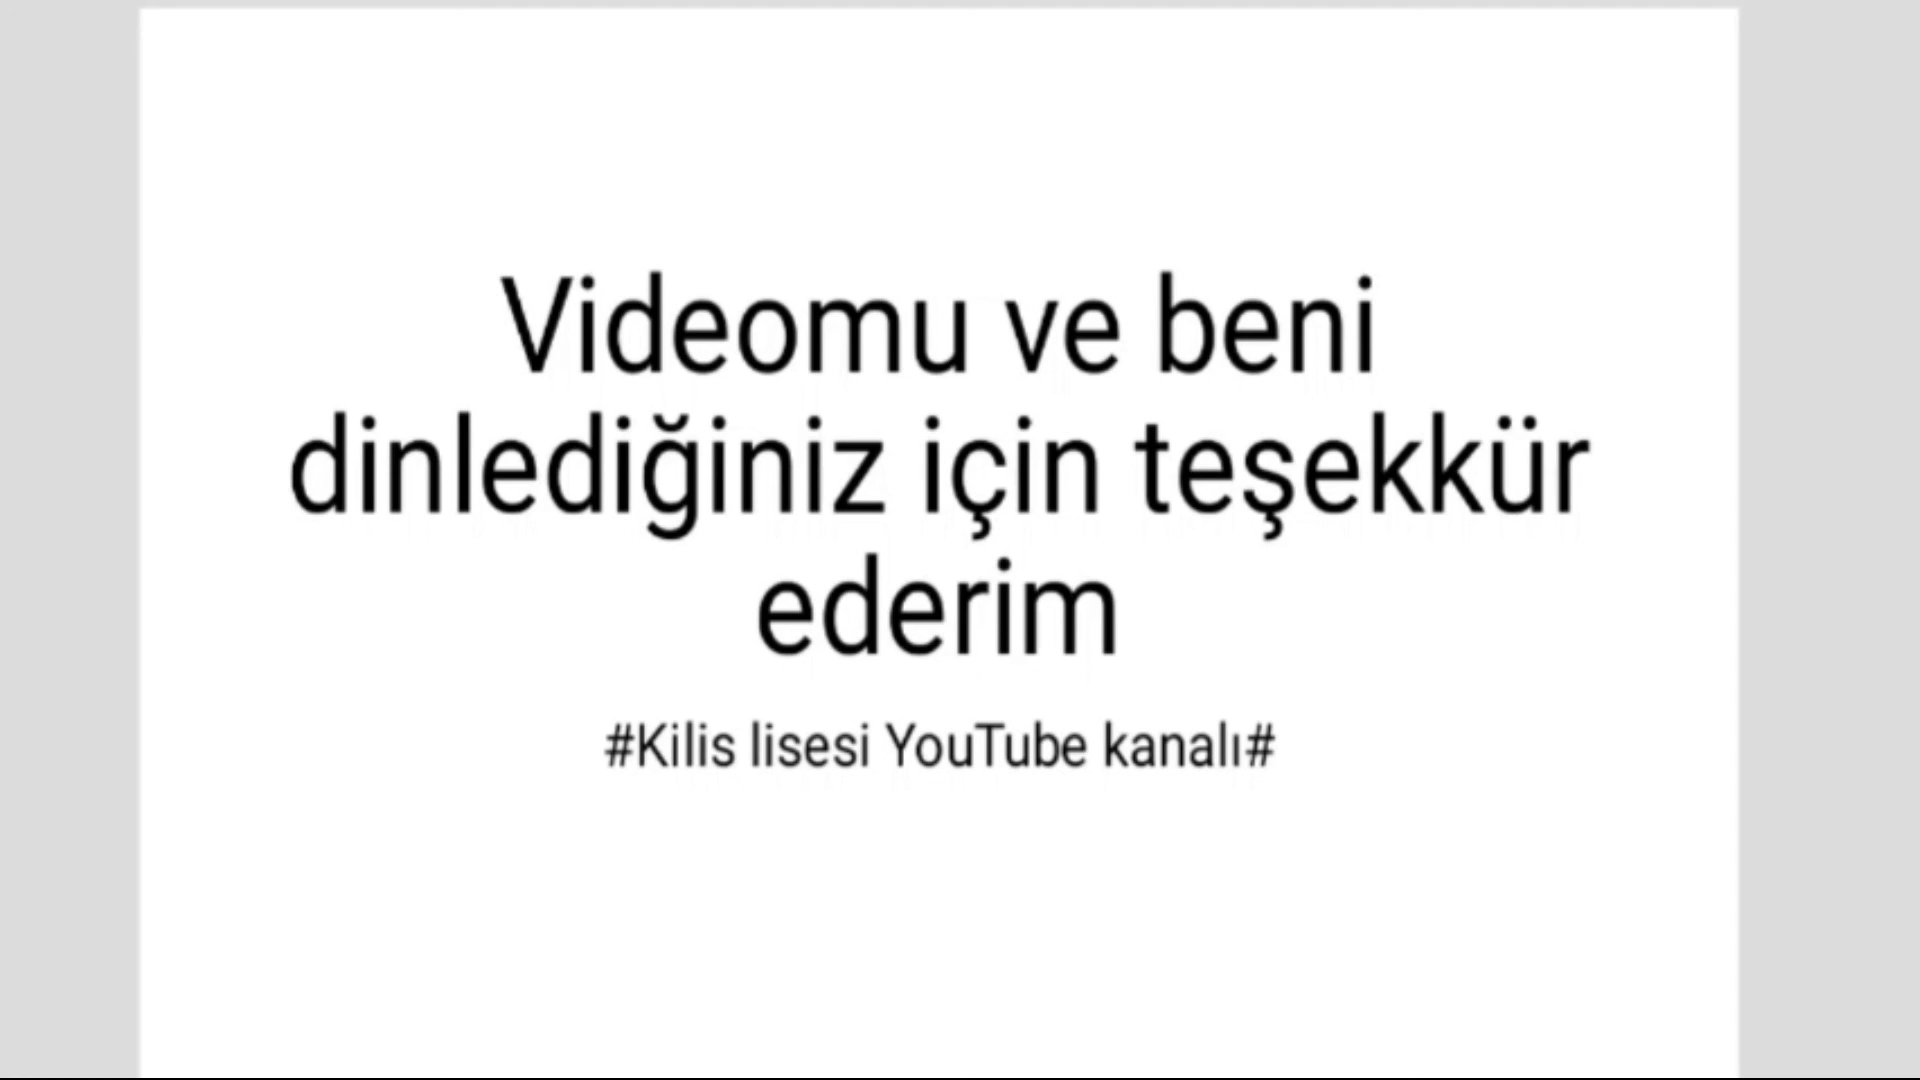 Videomu ve beni
dinlediğiniz için teşekkür
ederim
#Kilis lisesi YouTube kanalı#